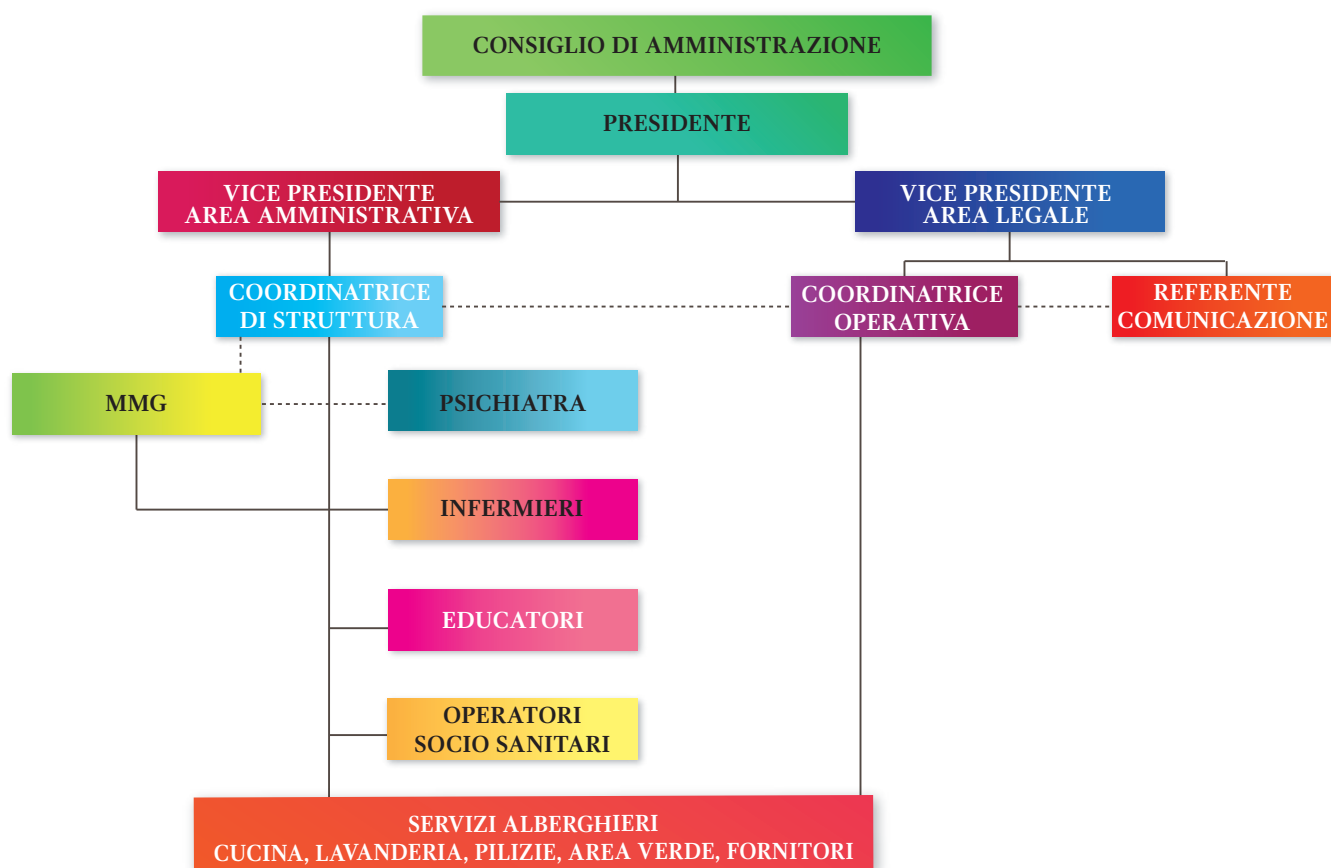 CONSIGLIO DI AMMINISTRAZIONE
PRESIDENTE
VICE PRESIDENTE
AREA AMMINISTRATIVA
VICE PRESIDENTE
AREA LEGALE
COORDINATRICE
DI STRUTTURA
COORDINATRICE
OPERATIVA
REFERENTE
COMUNICAZIONE
MMG
PSICHIATRA
INFERMIERI
EDUCATORI
OPERATORI
SOCIO SANITARI
SERVIZI ALBERGHIERI
CUCINA, LAVANDERIA, PILIZIE, AREA VERDE, FORNITORI